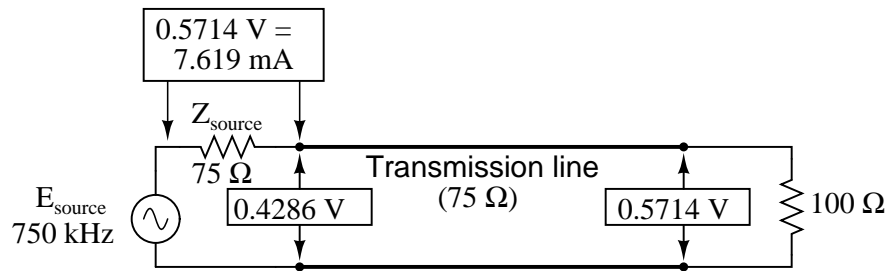 0.5714 V =
7.619 mA
Zsource
75 Ω
Transmission line
(75 Ω)
Esource
750 kHz
0.4286 V
0.5714 V
100 Ω